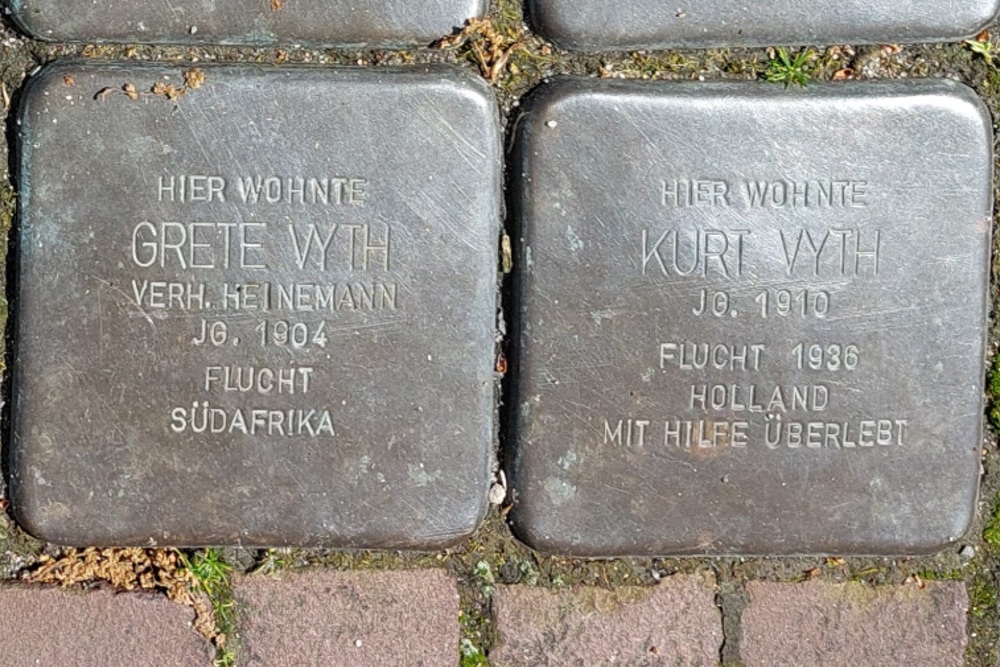 HIER WOHNTE
GRETE VYTH
VERH. HEINEMANN
JG. 1904
FLUCHT
SÜDAFRIKA
HIER WOHNTE
KURT VYTH
JG. 1910
FLUCHT 1936
HOLLAND
MIT HILFE ÜBERLEBT